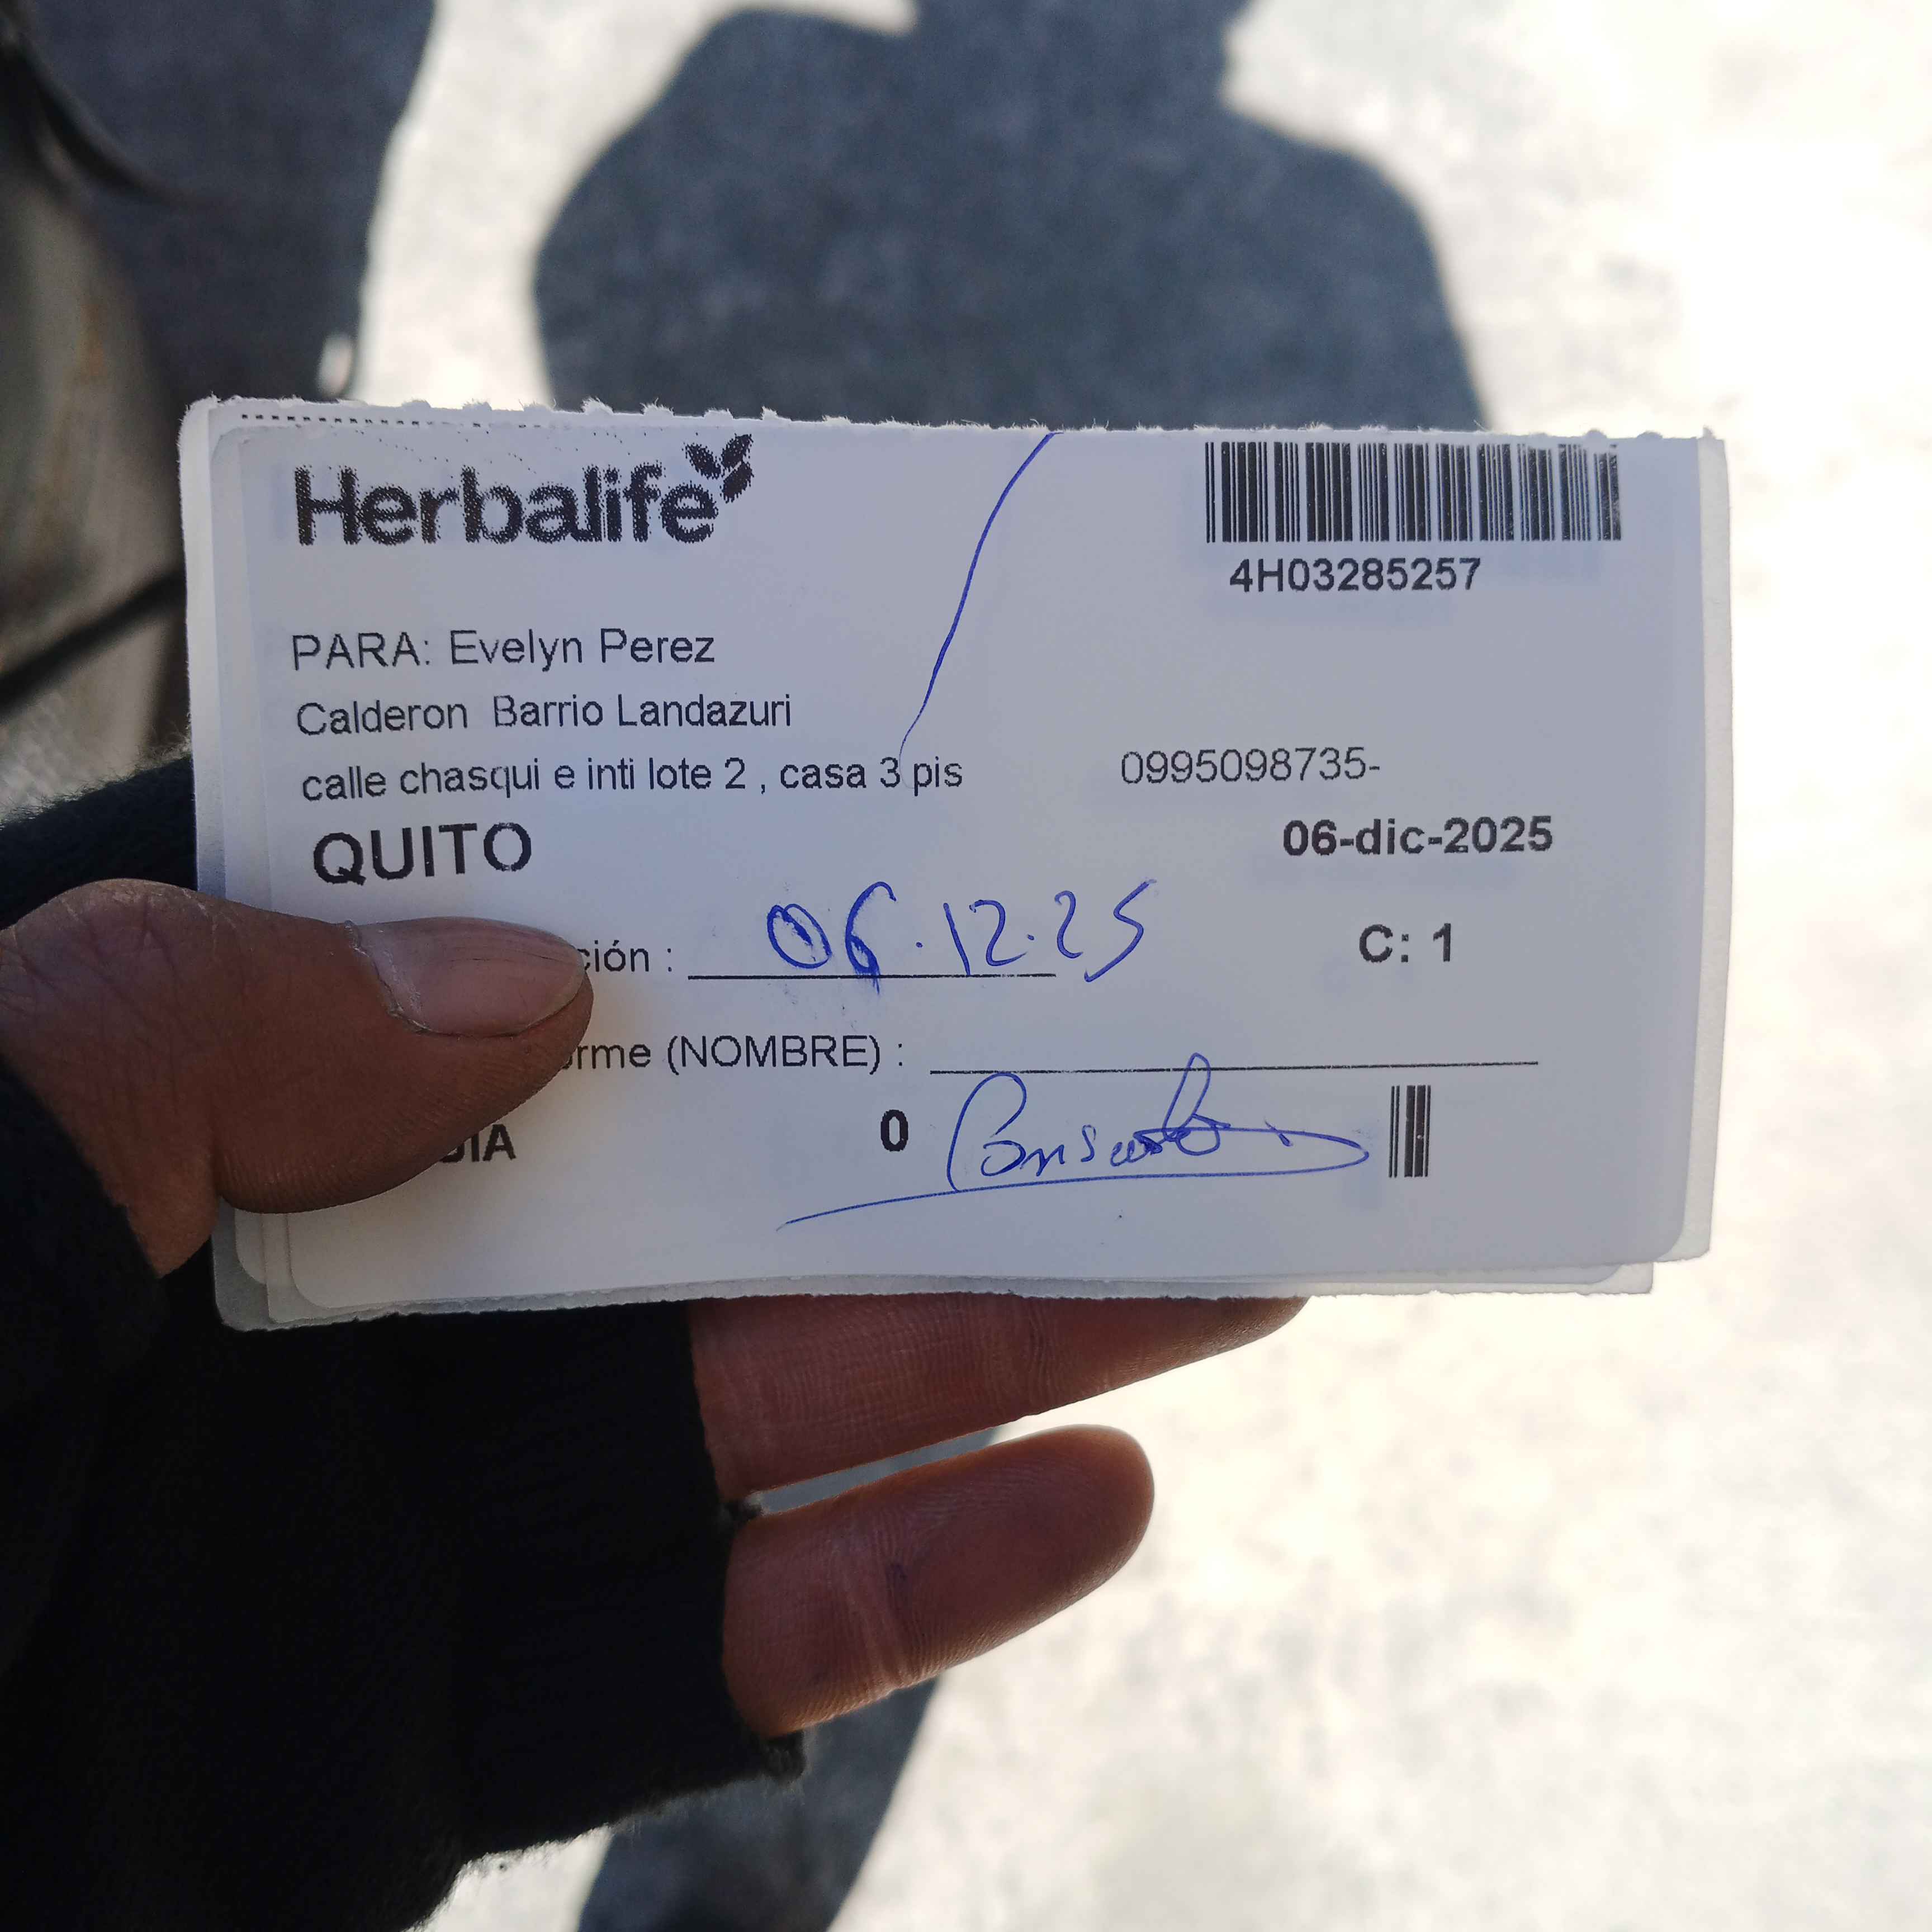 Herbalife
4H03285257
PARA: Evelyn Perez
Calderon Barrio Landazuri
calle chasqui e inti lote 2 , casa 3 pis
0995098735-
QUITO
06-dic-2025
ción : 06.12.25
C: 1
rme (NOMBRE) :
DIA
0